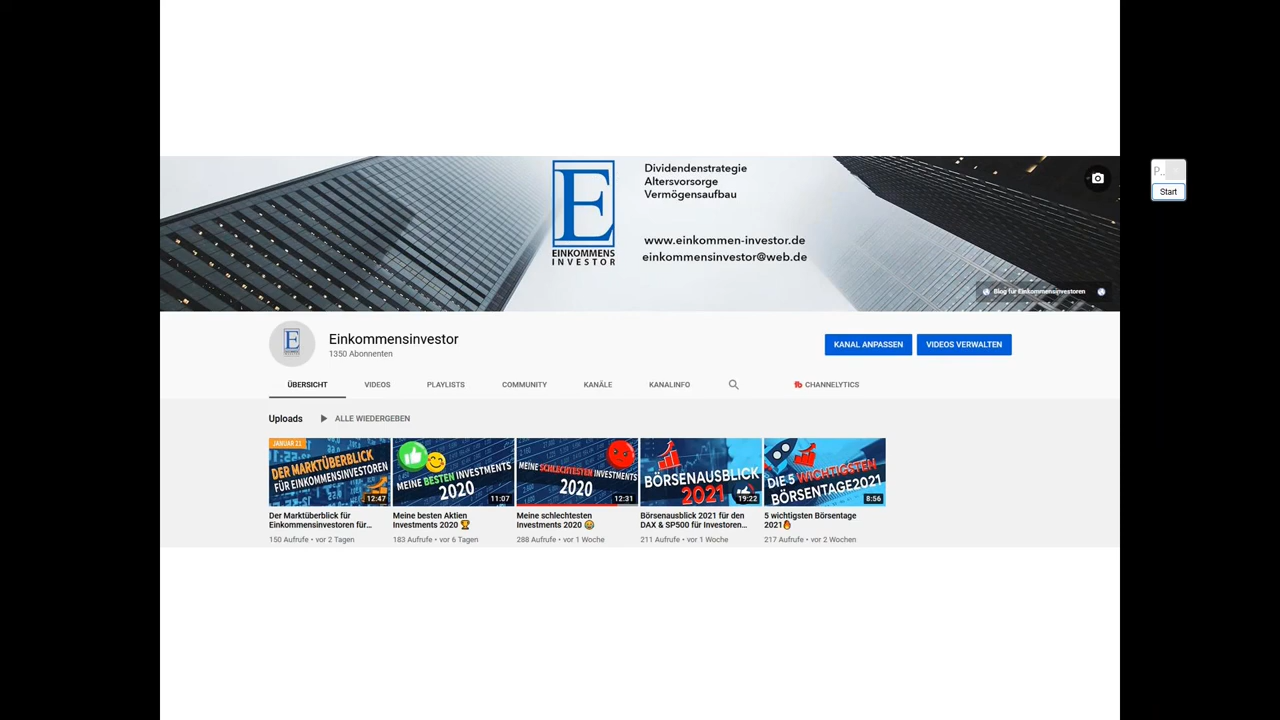 Dividendenstrategie
Altersvorsorge
Vermögensaufbau
E
EINKOMMENS
INVESTOR
www.einkommen-investor.de
einkommensinvestor@web.de
Blog für Einkommensinvestoren
P...
Start
E
Einkommensinvestor
1350 Abonnenten
KANAL ANPASSEN
VIDEOS VERWALTEN
ÜBERSICHT
VIDEOS
PLAYLISTS
COMMUNITY
KANÄLE
KANALINFO
CHANNELYTICS
Uploads
ALLE WIEDERGEBEN
JANUAR 21
DER MARKTÜBERBLICK
FÜR EINKOMMENSINVESTOREN
12:47
MEINE BESTEN INVESTMENTS
2020
11:07
MEINE SCHLECHTESTEN INVESTMENTS
2020
12:31
BÖRSENAUSBLICK
2021
19:22
DIE 5 WICHTIGSTEN
BÖRSENTAGE 2021
8:56
Der Marktüberblick für
Einkommensinvestoren für...
150 Aufrufe • vor 2 Tagen
Meine besten Aktien
Investments 2020 🏆
183 Aufrufe • vor 6 Tagen
Meine schlechtesten
Investments 2020
288 Aufrufe • vor 1 Woche
Börsenausblick 2021 für den
DAX & SP500 für Investoren...
211 Aufrufe • vor 1 Woche
5 wichtigsten Börsentage
2021🔥
217 Aufrufe • vor 2 Wochen